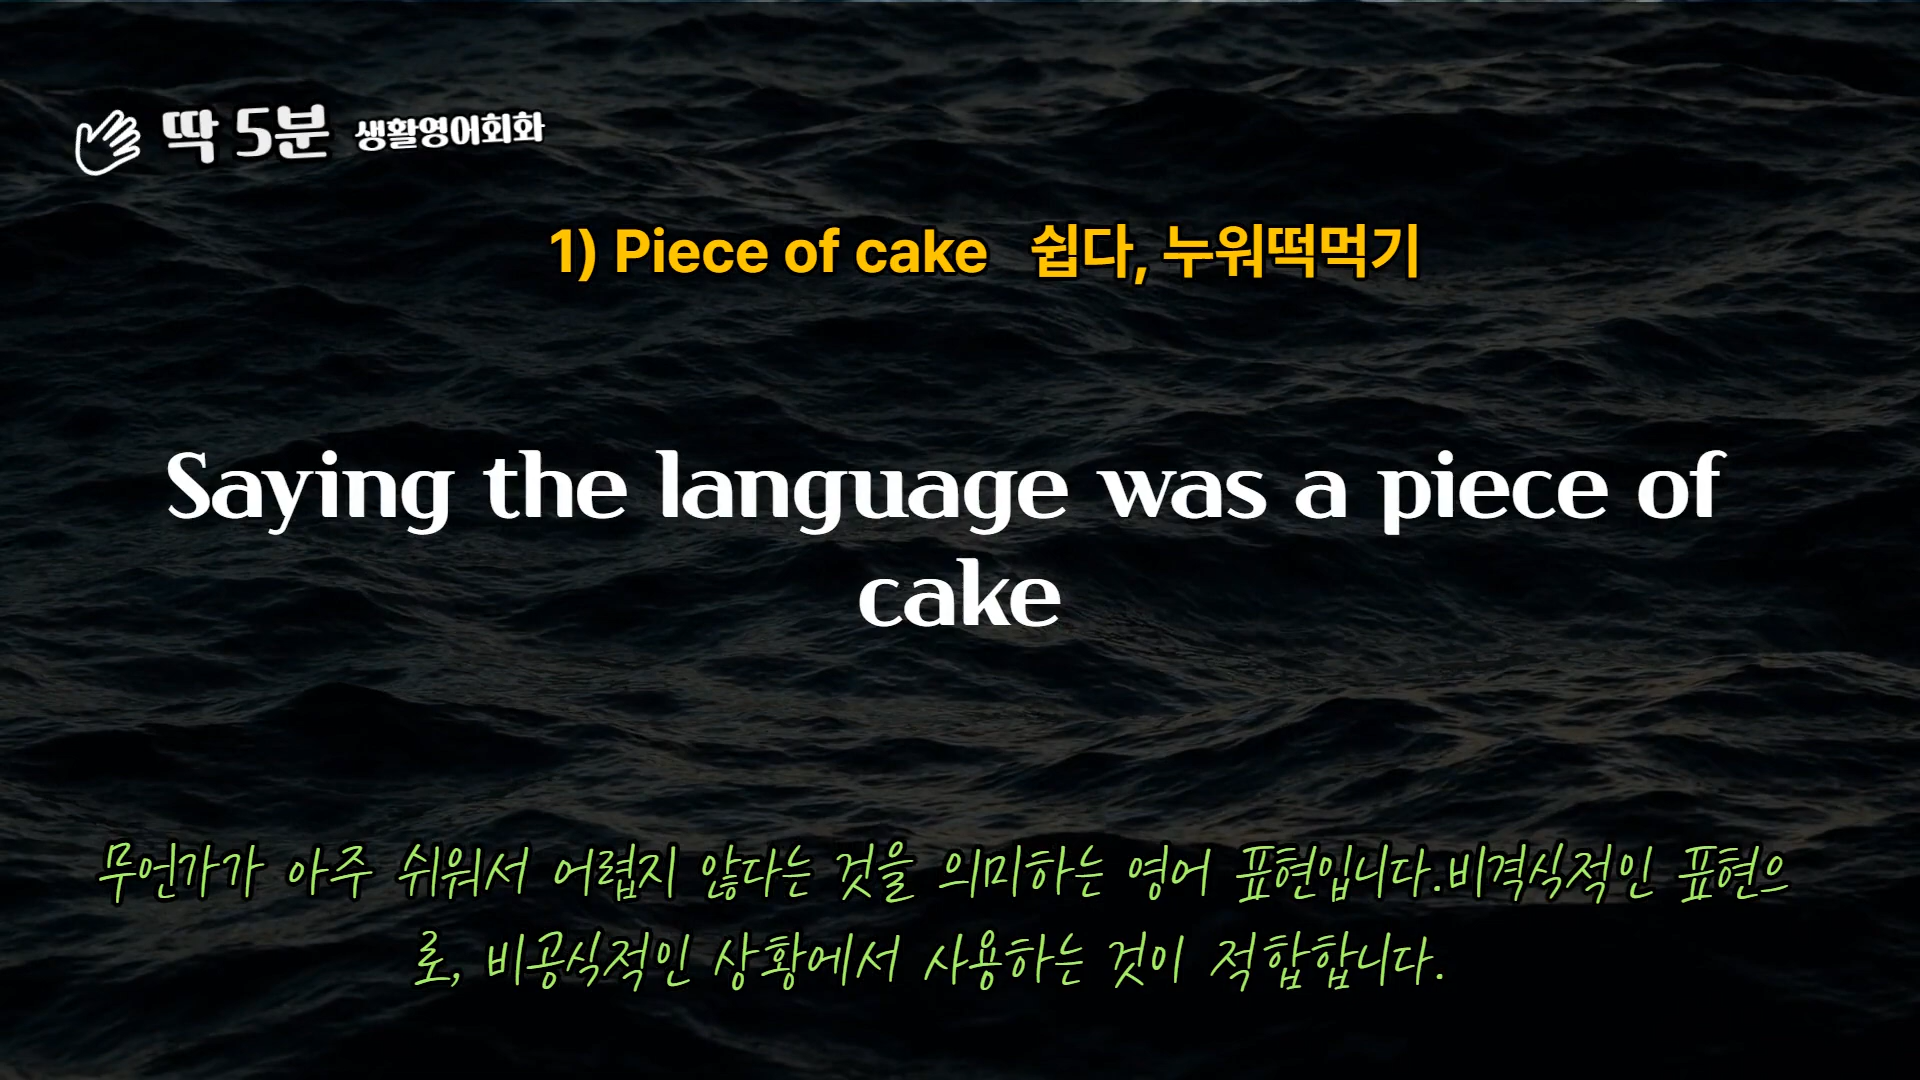 딱 5분 생활영어회화
1) Piece of cake 쉽다, 누워떡먹기
Saying the language was a piece of
cake
무언가가 아주 쉬워서 어렵지 않다는 것을 의미하는 영어 표현입니다.비격식적인 표현으
로, 비공식적인 상황에서 사용하는 것이 적합합니다.